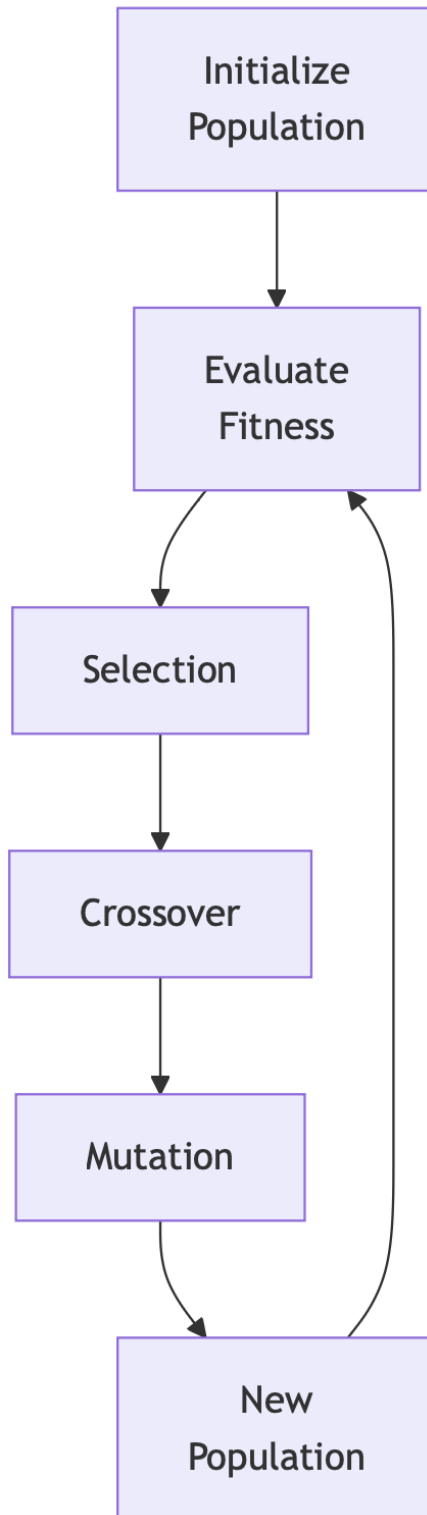 Initialize
Population
Evaluate
Fitness
Selection
Crossover
Mutation
New
Population